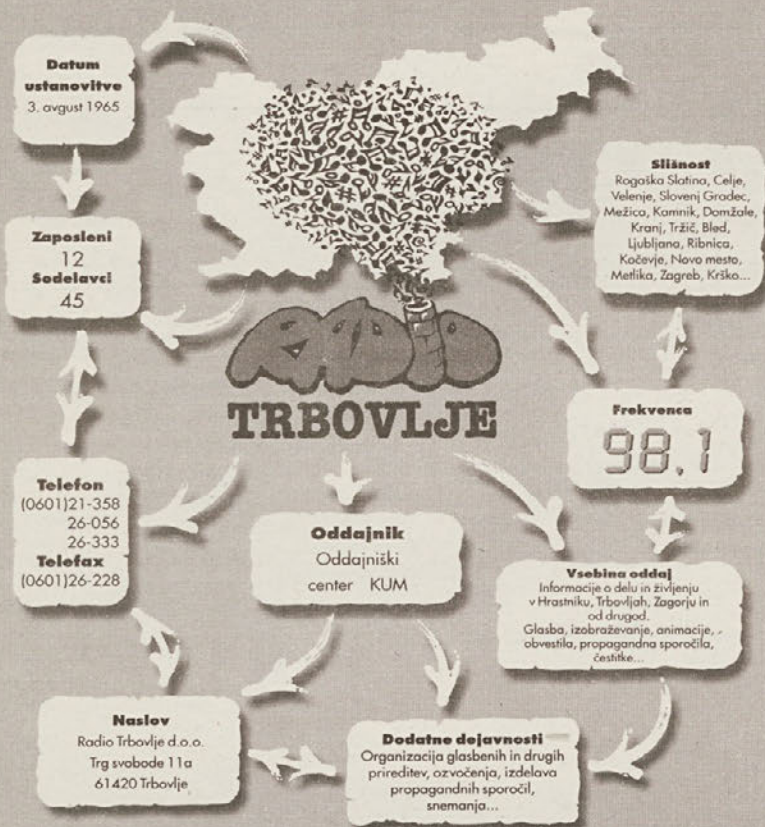 Datum
ustanovitve
3. avgust 1965
Slišnost
Rogaška Slatina, Celje,
Velenje, Slovenj Gradec,
Mežica, Kamnik, Domžale,
Kranj, Tržič, Bled,
Ljubljana, Ribnica,
Kočevje, Novo mesto,
Metlika, Zagreb, Krško...
Zaposleni
12
Sodelavci
45
RADIO
TRBOVLJE
Frekvenca
98.1
Telefon
(0601)21-358
26-056
26-333
Telefax
(0601)26-228
Oddajnik
Oddajniški
center KUM
Vsebina oddaj
Informacije o delu in življenju
v Hrastniku, Trbovljah, Zagorju in
od drugod.
Glasba, izobraževanje, animacije,
obvestila, propagandna sporočila,
čestitke...
Naslov
Radio Trbovlje d.o.o.
Trg svobode 11a
61420 Trbovlje
Dodatne dejavnosti
Organizacija glasbenih in drugih
prireditev, ozvočenja, izdelava
propagandnih sporočil,
snemanja...